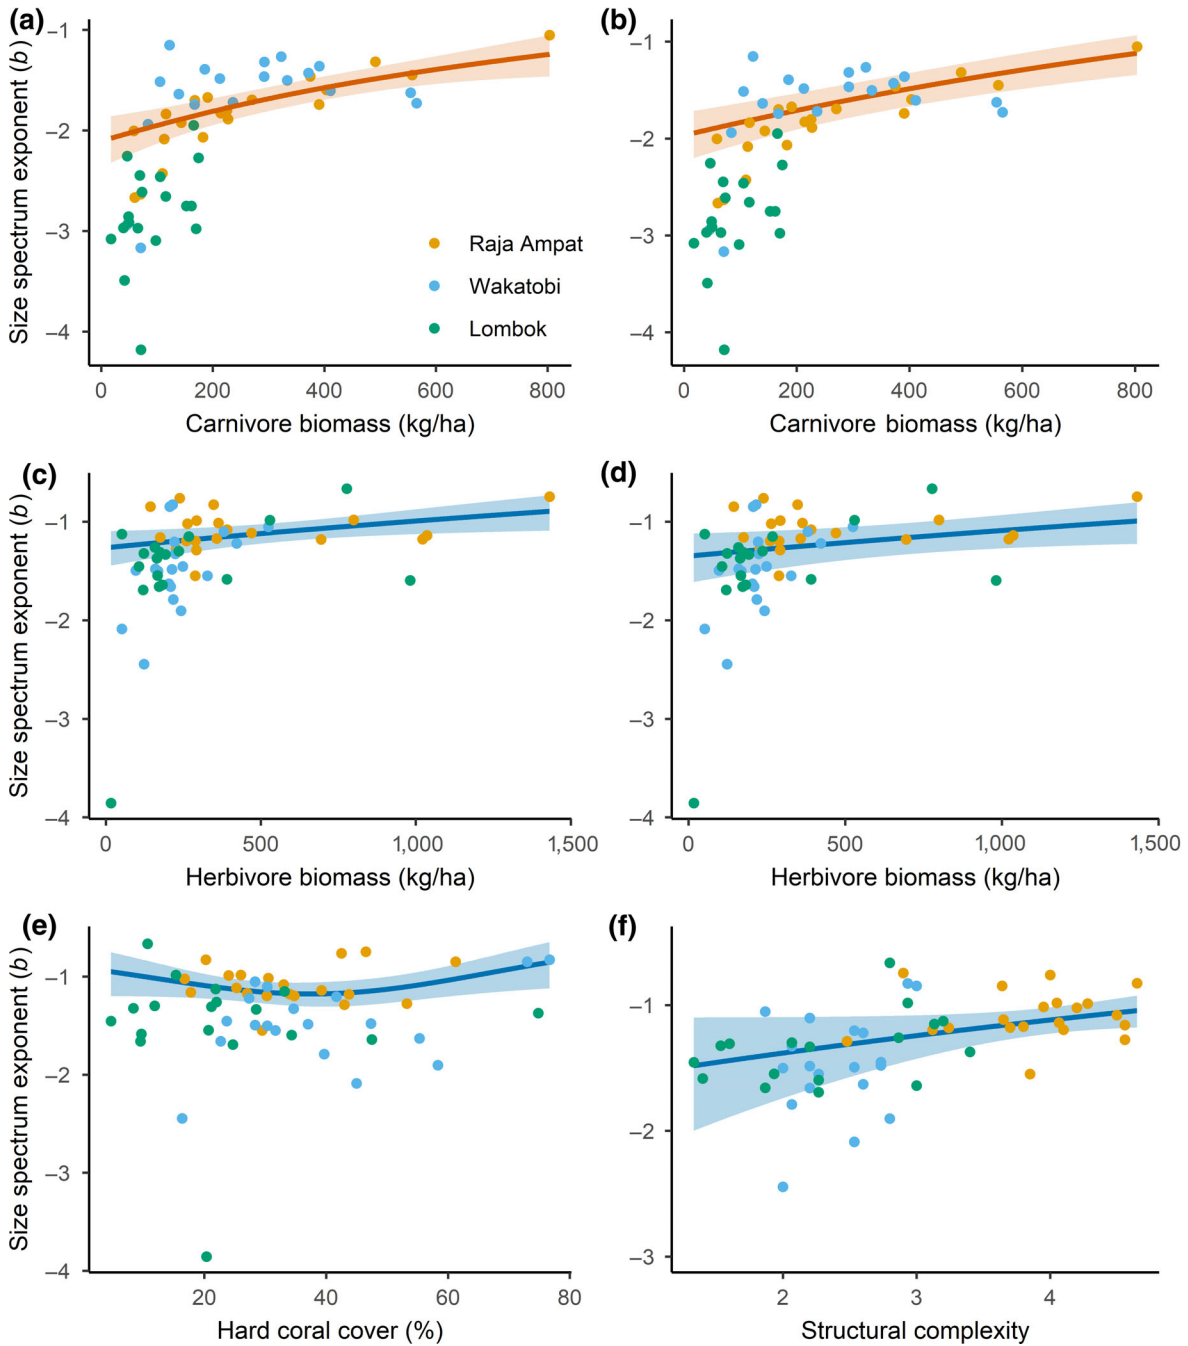 (a)
Size spectrum exponent (b)
–1
–2
–3
–4
Raja Ampat
Wakatobi
Lombok
0 200 400 600 800
Carnivore biomass (kg/ha)
(b)
–1
–2
–3
–4
0 200 400 600 800
Carnivore biomass (kg/ha)
(c)
Size spectrum exponent (b)
–1
–2
–3
–4
0 500 1,000 1,500
Herbivore biomass (kg/ha)
(d)
–1
–2
–3
–4
0 500 1,000 1,500
Herbivore biomass (kg/ha)
(e)
Size spectrum exponent (b)
–1
–2
–3
–4
20 40 60 80
Hard coral cover (%)
(f)
–1
–2
–3
2 3 4
Structural complexity